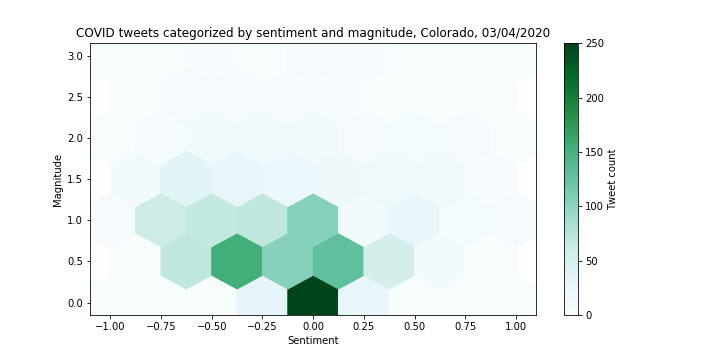 COVID tweets categorized by sentiment and magnitude, Colorado, 03/04/2020
3.0
2.5
2.0
1.5
1.0
0.5
0.0
Magnitude
−1.00 −0.75 −0.50 −0.25 0.00 0.25 0.50 0.75 1.00
Sentiment
250
200
150
100
50
0
Tweet count